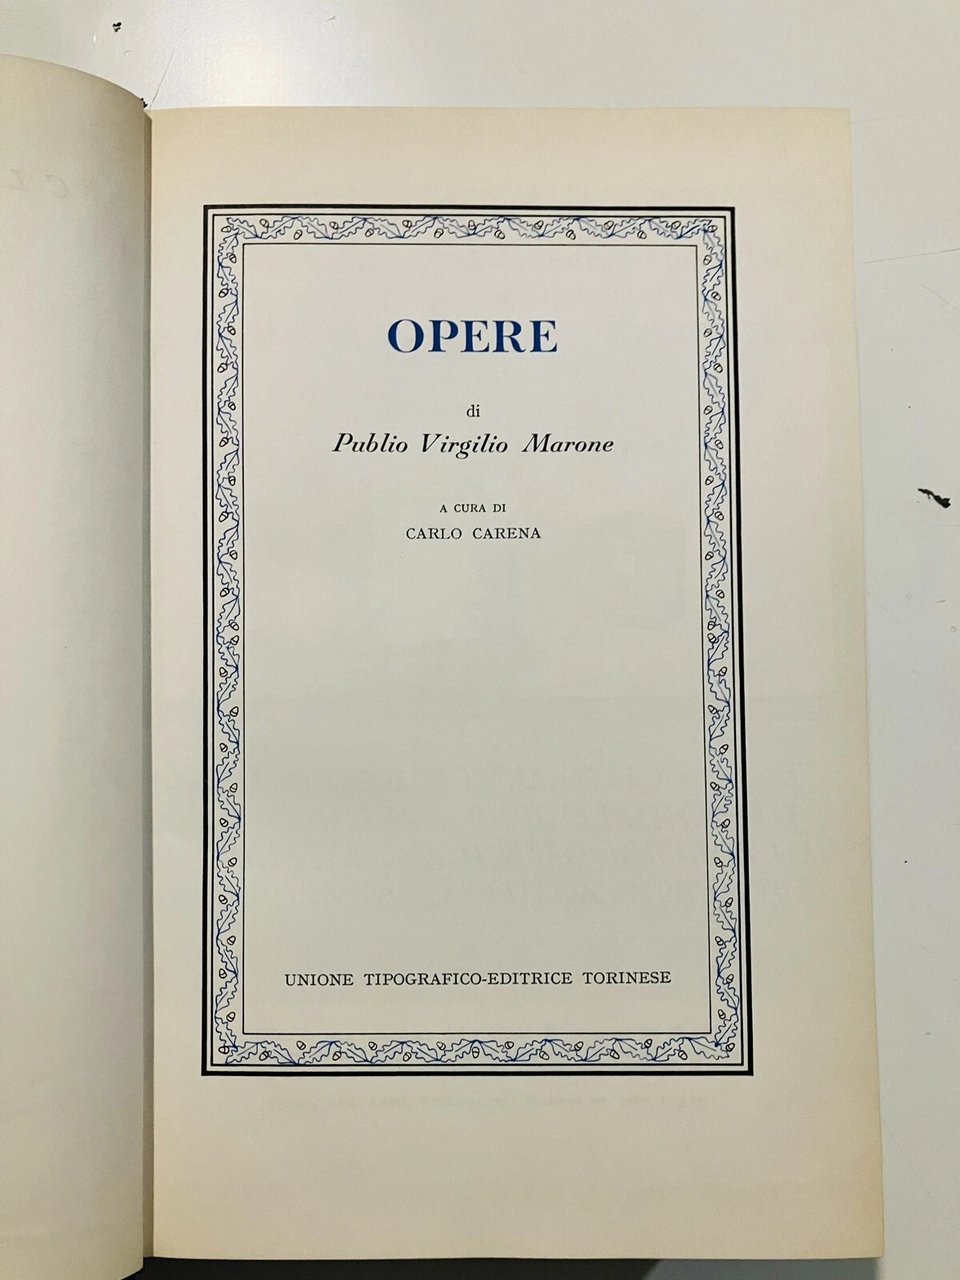 OPERE
di
Publio Virgilio Marone
A CURA DI
CARLO CARENA
UNIONE TIPOGRAFICO-EDITRICE TORINESE